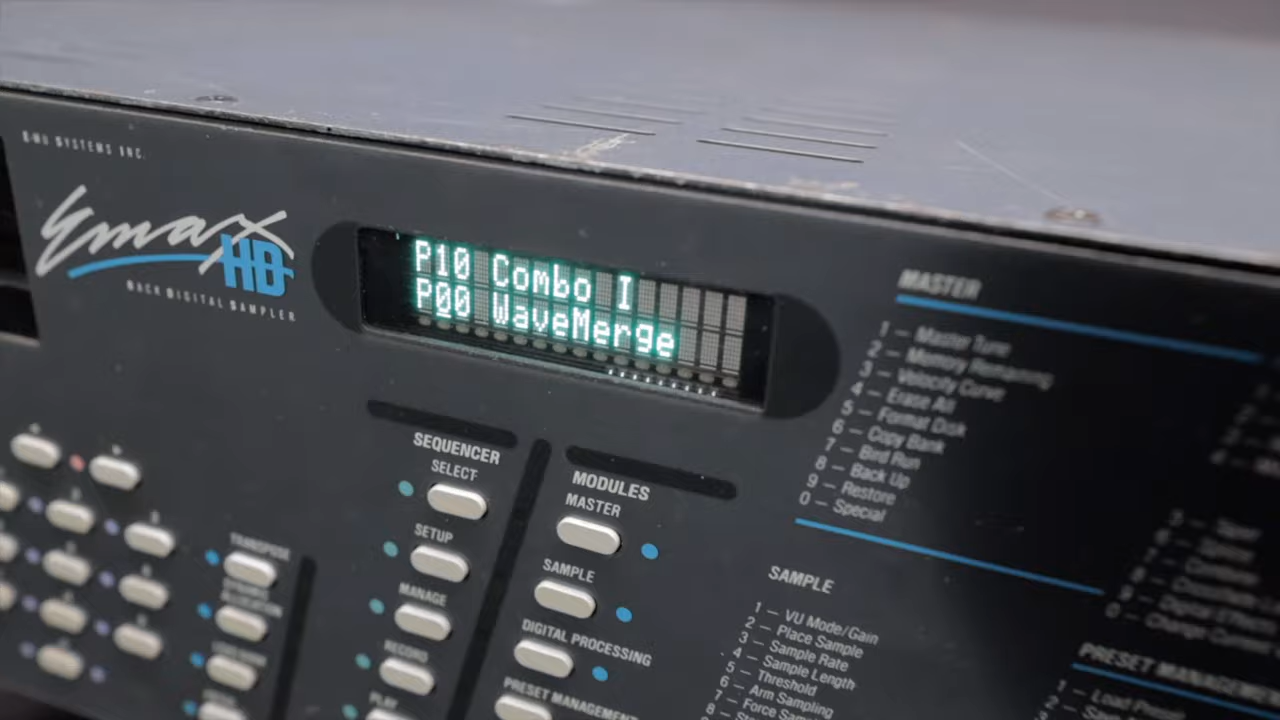 E-MU SYSTEMS INC.
Emax
HD
RACK DIGITAL SAMPLER
P10 Combo I
P00 WaveMerge
SEQUENCER
SELECT
SETUP
MANAGE
RECORD
PLAY
TRANSPOSE
MODULES
MASTER
SAMPLE
DIGITAL PROCESSING
PRESET MANAGEMENT
MASTER
1 – Master Tune
2 – Memory Remaining
3 – Velocity Curve
4 – Erase All
5 – Format Disk
6 – Copy Bank
7 – Bird Run
8 – Back Up
9 – Restore
0 – Special
SAMPLE
1 – VU Mode/Gain
2 – Place Sample
3 – Sample Rate
4 – Sample Length
5 – Threshold
6 – Arm Sampling
7 – Force
PRESET MANAGEMEN
1 – Load